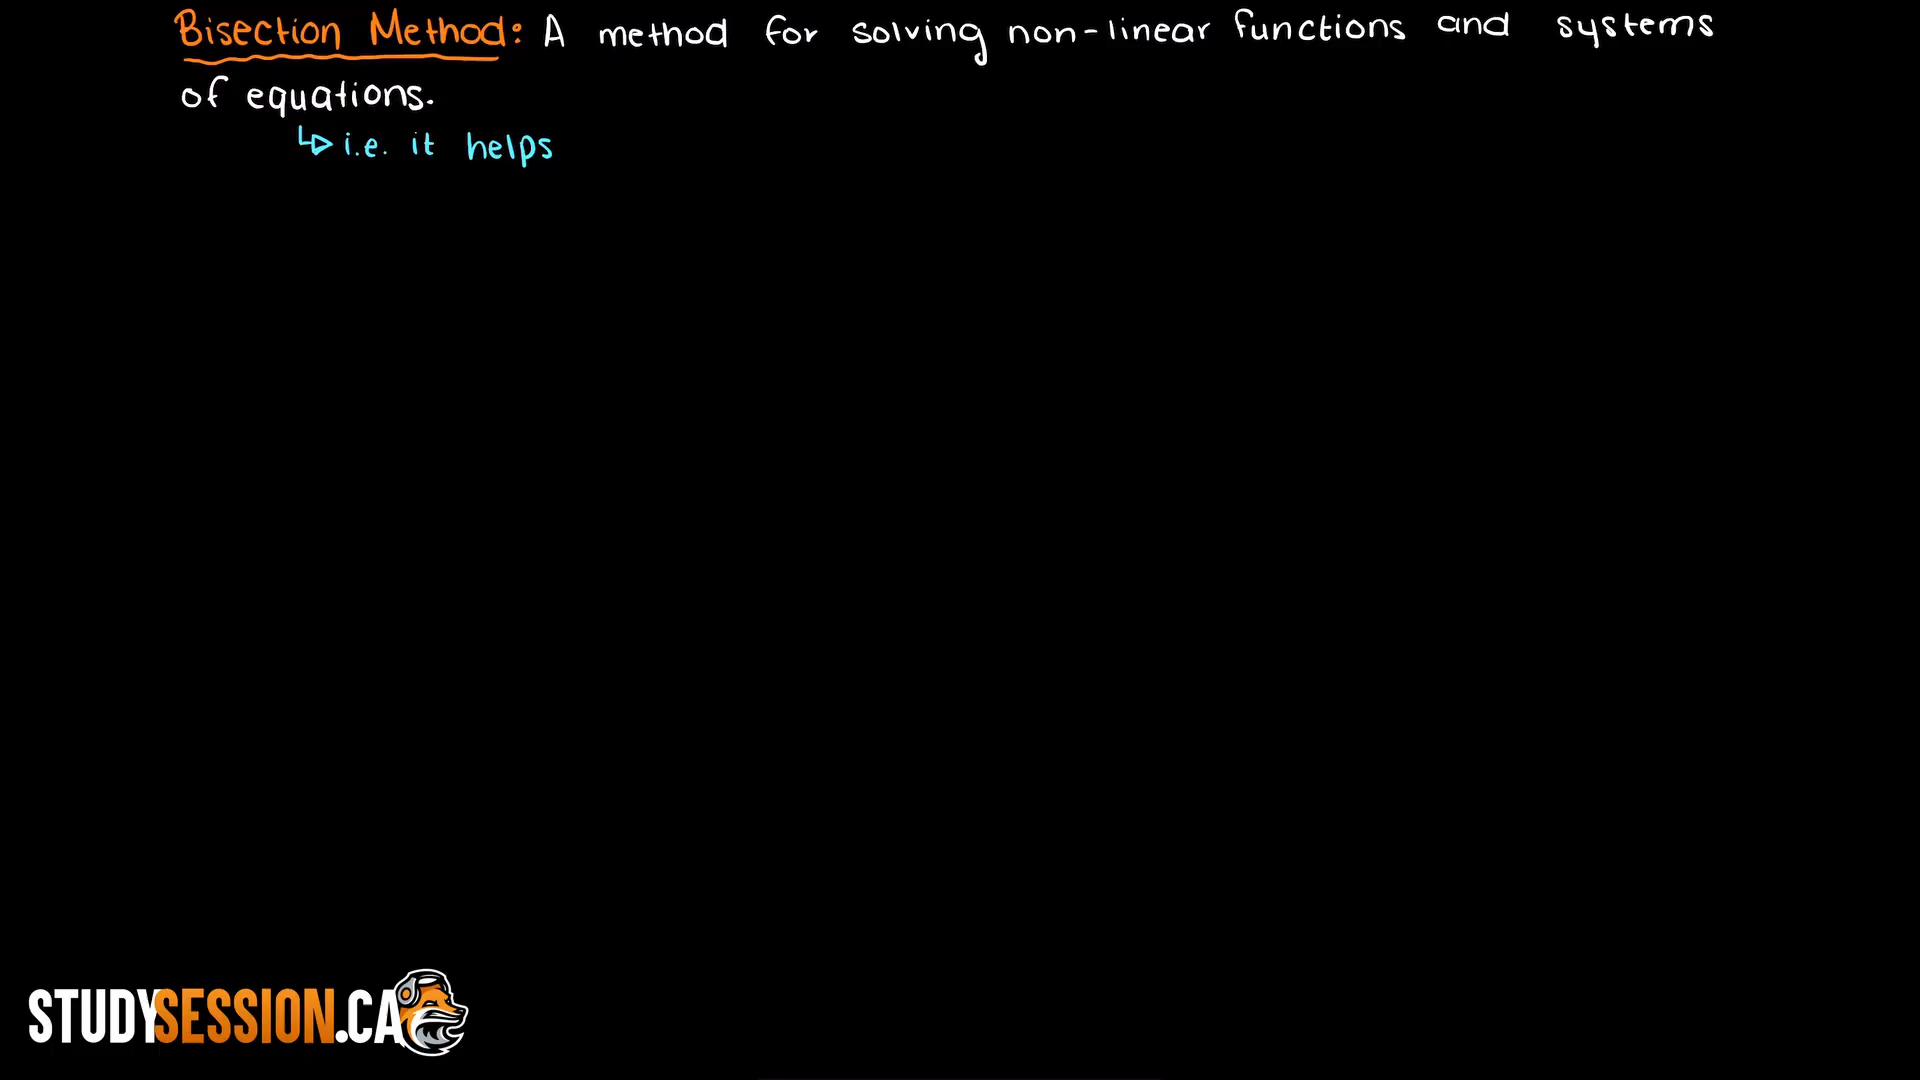 Bisection Method: A method for solving non-linear functions and systems
of equations.
i.e. it helps
STUDYSESSION.CA